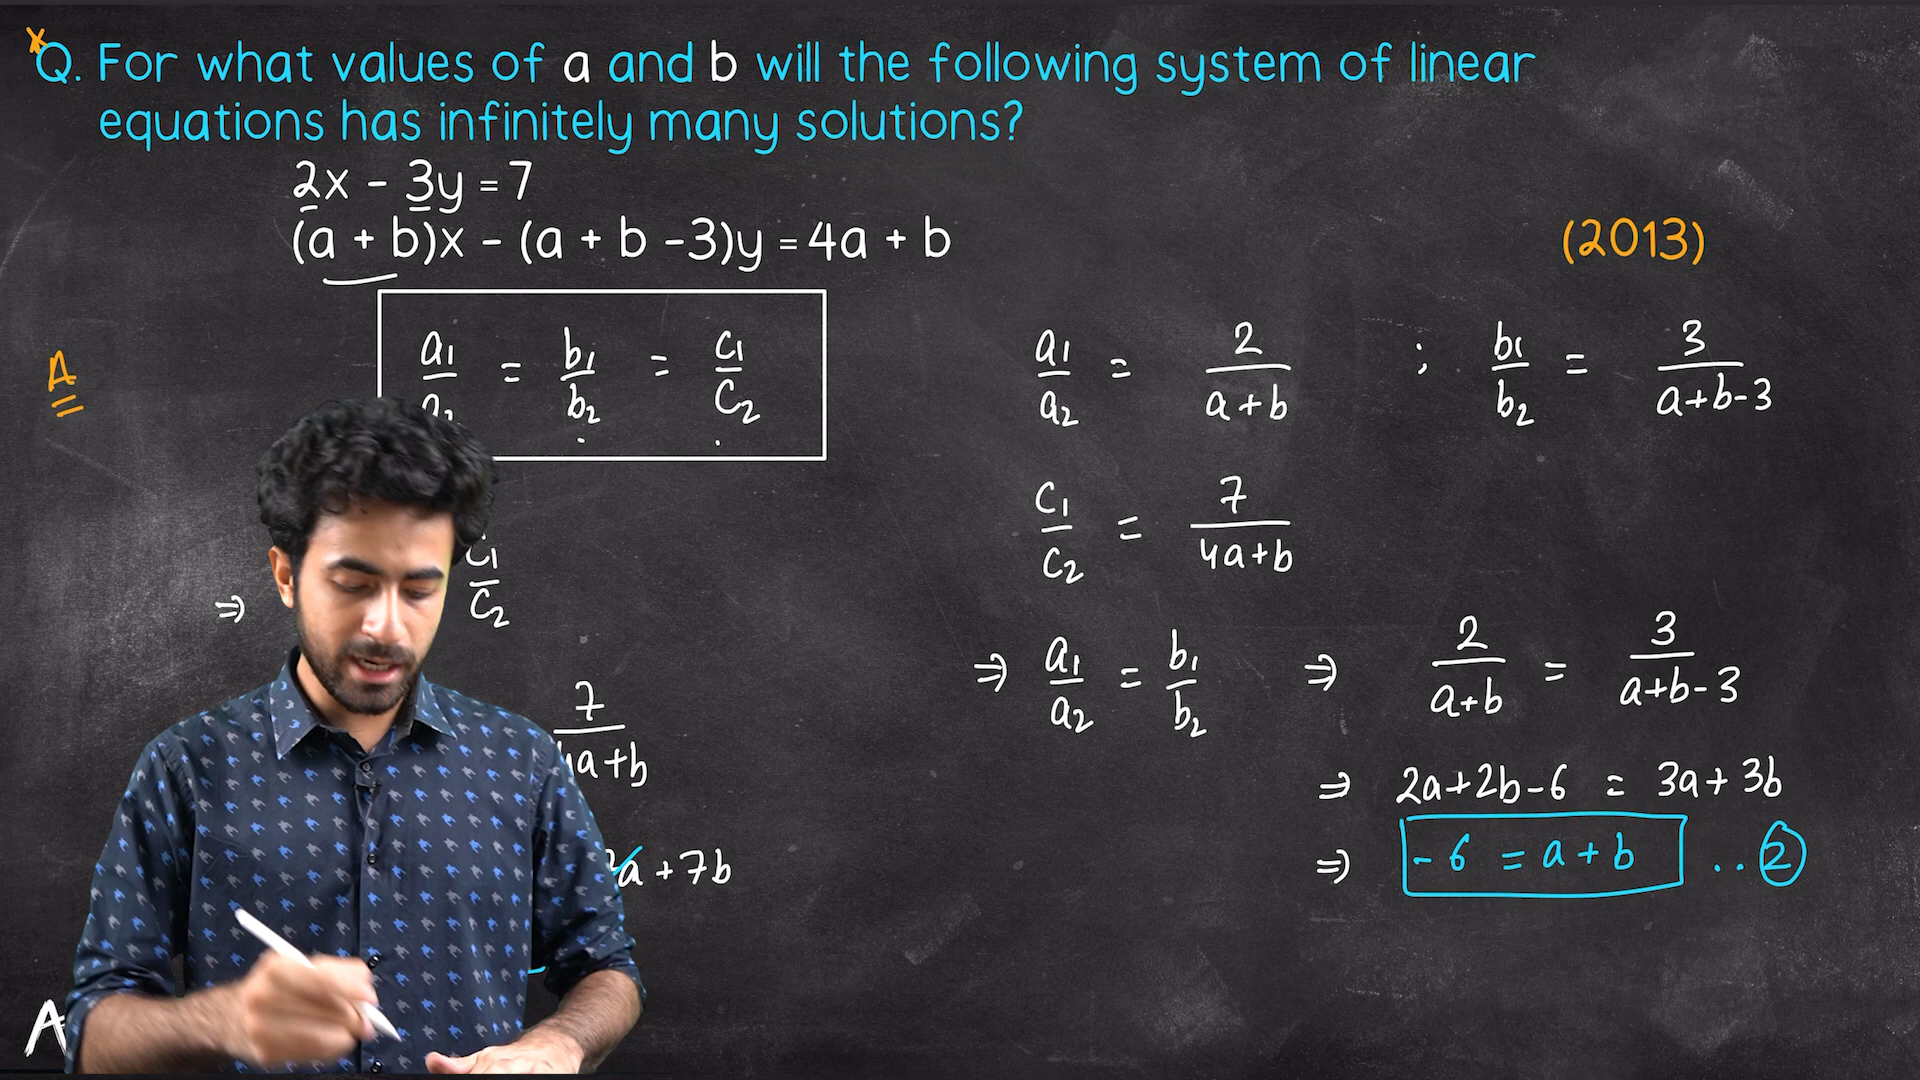 Q. For what values of a and b will the following system of linear
equations has infinitely many solutions?
2x - 3y = 7
(a + b)x - (a + b -3)y = 4a + b
(2013)
A
a1/a2 = b1/b2 = c1/c2
a1/a2 = 2/(a+b) ; b1/b2 = 3/(a+b-3)
c1/c2 = 7/(4a+b)
⇒ c1/c2
⇒ a1/a2 = b1/b2 ⇒ 2/(a+b) = 3/(a+b-3)
7/(4a+b)
⇒ 2a+2b-6 = 3a+3b
a + 7b
⇒ -6 = a+b ..②
A